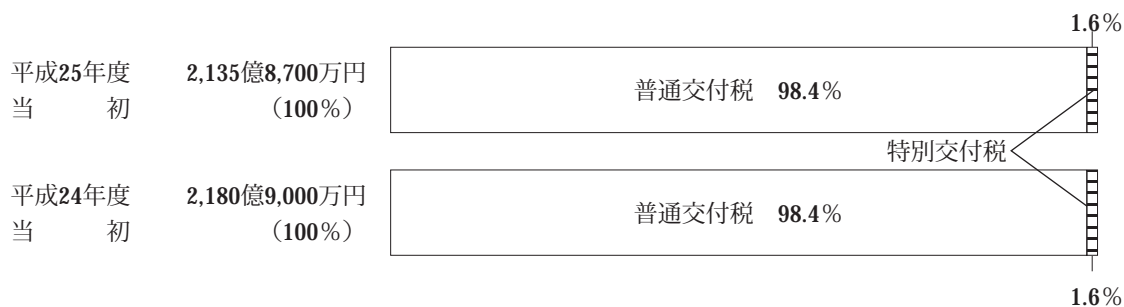 1.6%
平成25年度 2,135億8,700万円
当 初 (100%)
普通交付税 98.4%
特別交付税
平成24年度 2,180億9,000万円
当 初 (100%)
普通交付税 98.4%
1.6%